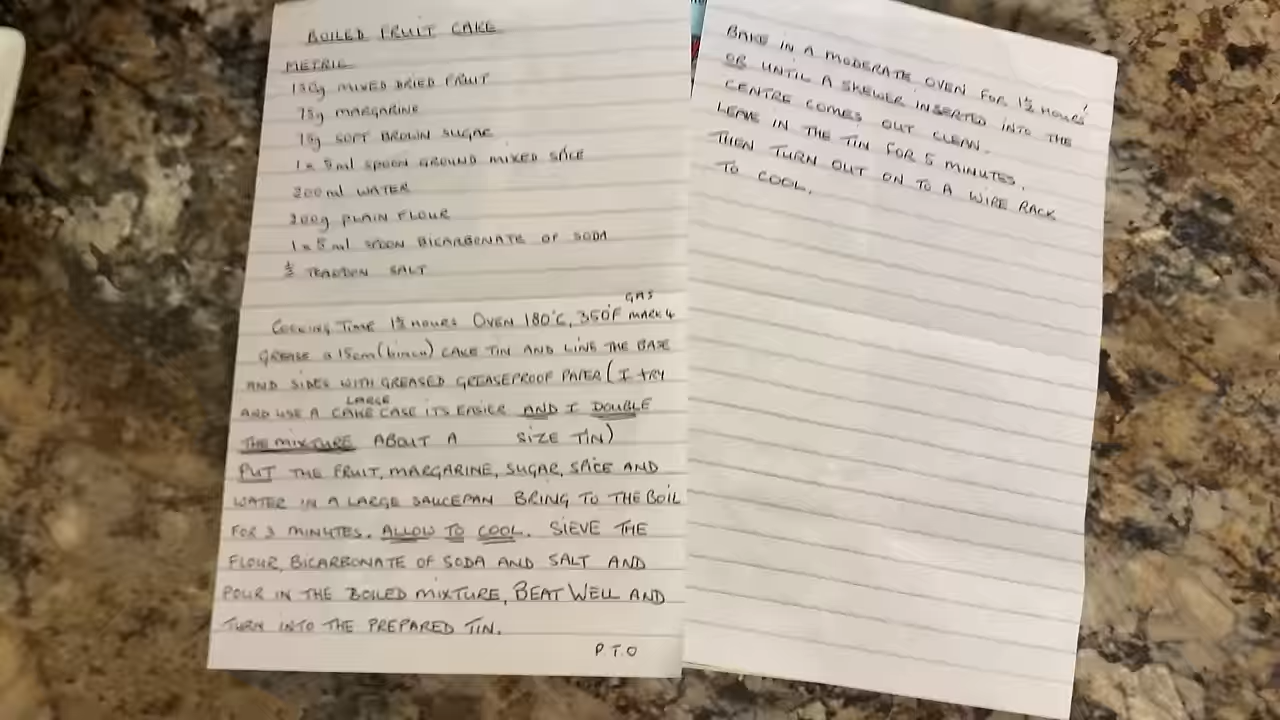 BOILED FRUIT CAKE
METRIC
150g MIXED DRIED FRUIT
75g MARGARINE
75g SOFT BROWN SUGAR
1 x 5ml SPOON GROUND MIXED SPICE
200ml WATER
200g PLAIN FLOUR
1 x 5ml SPOON BICARBONATE OF SODA
½ TEASPOON SALT
GAS
COOKING TIME 1½ HOURS OVEN 180°C, 350°F MARK 4
GREASE a 15cm (6inch) CAKE TIN AND LINE THE BASE
AND SIDES WITH GREASED GREASEPROOF PAPER (I TRY
LARGE
AND USE A CAKE CASE ITS EASIER AND I DOUBLE
THE MIXTURE ABOUT A SIZE TIN)
PUT THE FRUIT, MARGARINE, SUGAR, SPICE AND
WATER IN A LARGE SAUCEPAN BRING TO THE BOIL
FOR 3 MINUTES. ALLOW TO COOL. SIEVE THE
FLOUR, BICARBONATE OF SODA AND SALT AND
POUR IN THE BOILED MIXTURE, BEAT WELL AND
TURN INTO THE PREPARED TIN.
P.T.O
BAKE IN A MODERATE OVEN FOR 1½ HOURS
OR UNTIL A SKEWER INSERTED INTO THE
CENTRE COMES OUT CLEAN.
LEAVE IN THE TIN FOR 5 MINUTES.
THEN TURN OUT ON TO A WIRE RACK
TO COOL.